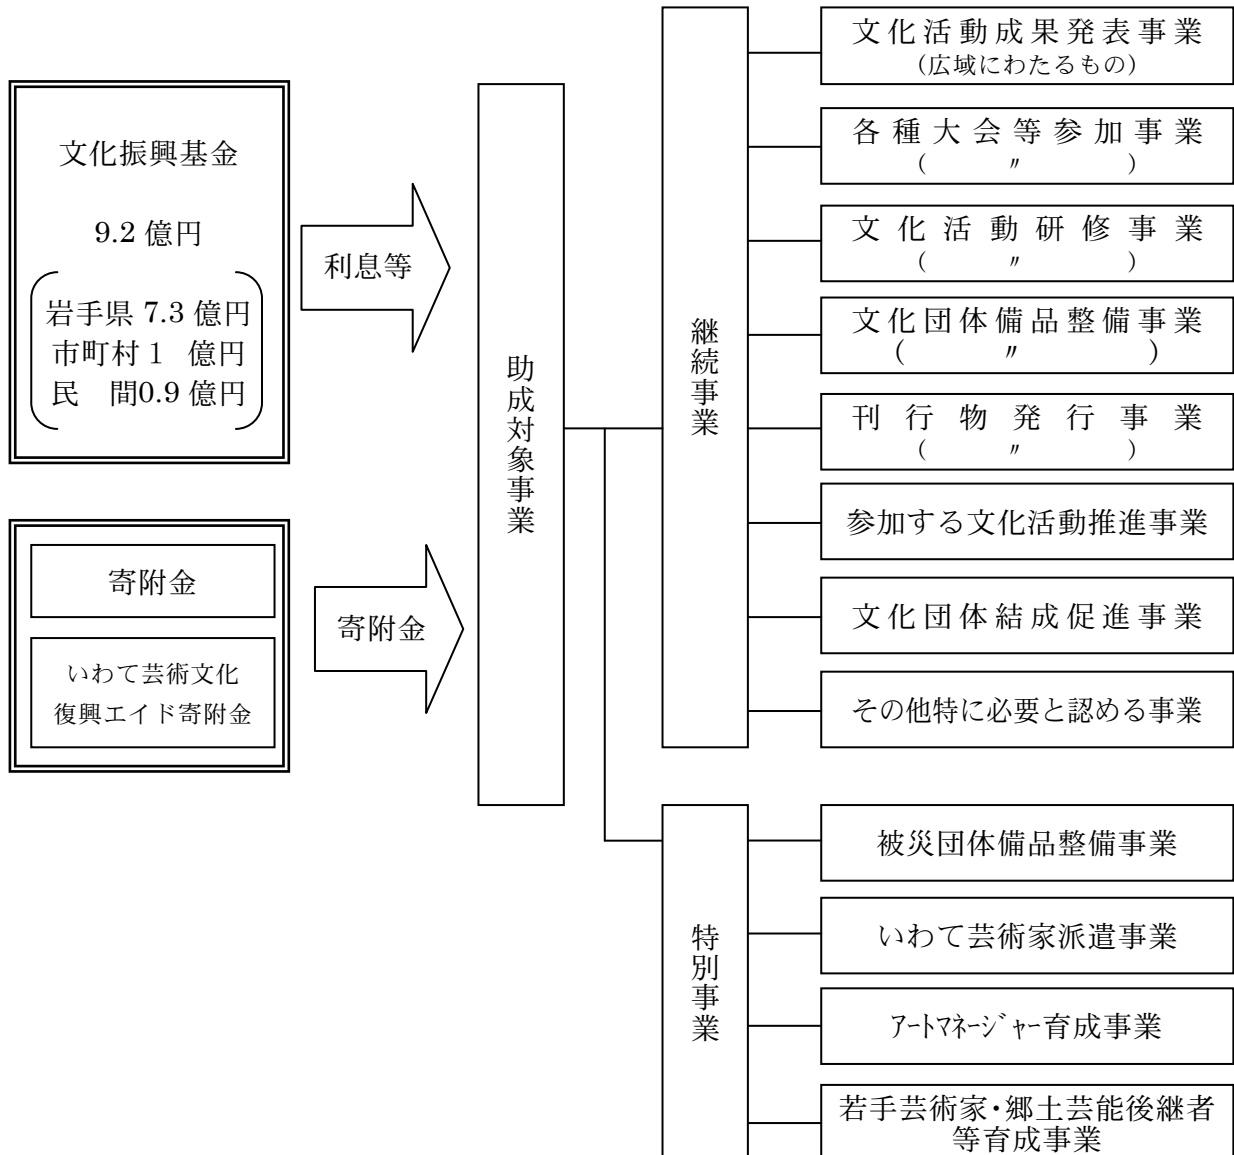 文化振興基金
9.2 億円
岩手県 7.3 億円
市町村 1 億円
民 間0.9 億円
利息等
寄附金
いわて芸術文化
復興エイド寄附金
寄附金
助成対象事業
継続事業
文化活動成果発表事業
（広域にわたるもの）
各種大会等参加事業
（ 〃 ）
文化活動研修事業
（ 〃 ）
文化団体備品整備事業
（ 〃 ）
刊行物発行事業
（ 〃 ）
参加する文化活動推進事業
文化団体結成促進事業
その他特に必要と認める事業
特別事業
被災団体備品整備事業
いわて芸術家派遣事業
ｱｰﾄﾏﾈｰｼﾞｬｰ育成事業
若手芸術家・郷土芸能後継者
等育成事業